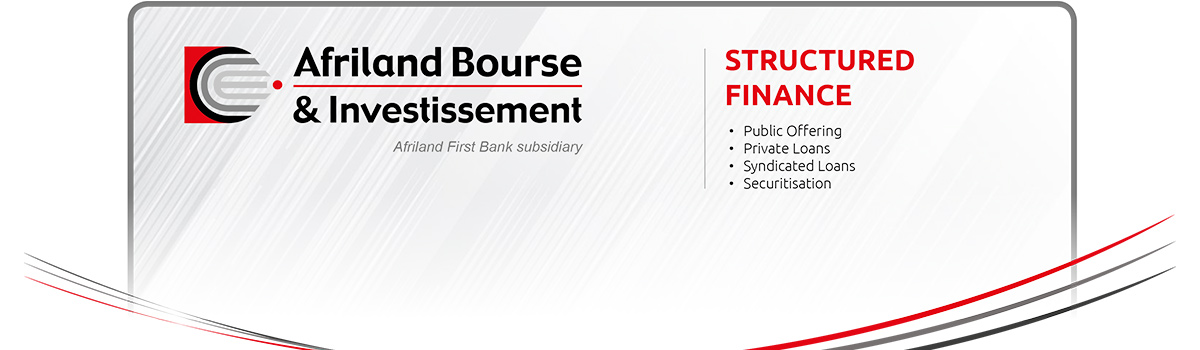 Afriland Bourse
& Investissement
Afriland First Bank subsidiary
STRUCTURED
FINANCE
• Public Offering
• Private Loans
• Syndicated Loans
• Securitisation